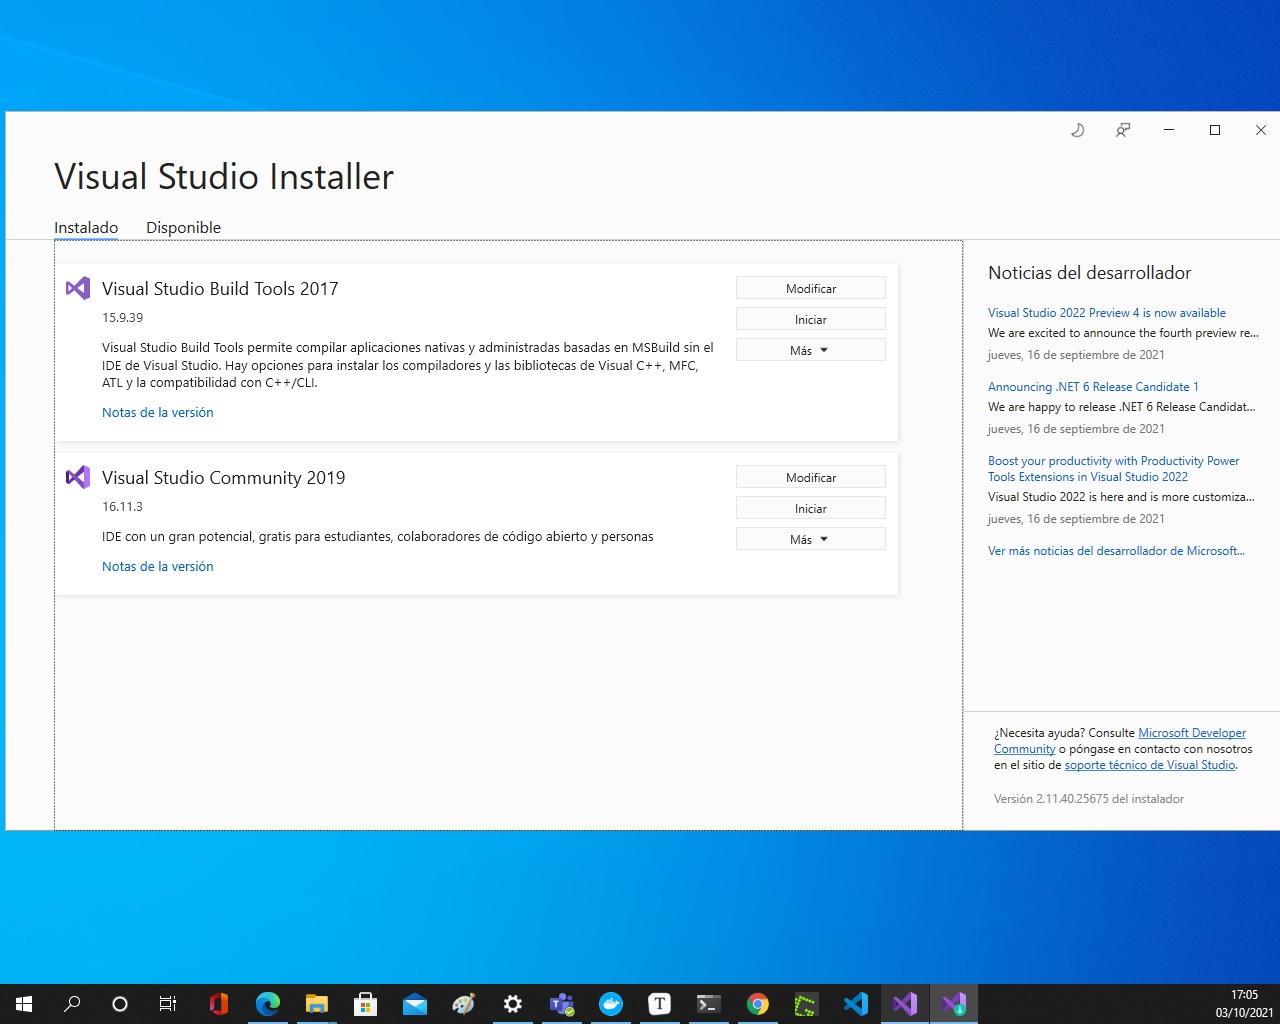 Visual Studio Installer
Instalado
Disponible
Visual Studio Build Tools 2017
15.9.39
Visual Studio Build Tools permite compilar aplicaciones nativas y administradas basadas en MSBuild sin el
IDE de Visual Studio. Hay opciones para instalar los compiladores y las bibliotecas de Visual C++, MFC,
ATL y la compatibilidad con C++/CLI.
Notas de la versión
Modificar
Iniciar
Más
Visual Studio Community 2019
16.11.3
IDE con un gran potencial, gratis para estudiantes, colaboradores de código abierto y personas
Notas de la versión
Modificar
Iniciar
Más
Noticias del desarrollador
Visual Studio 2022 Preview 4 is now available
We are excited to announce the fourth preview re...
jueves, 16 de septiembre de 2021
Announcing .NET 6 Release Candidate 1
We are happy to release .NET 6 Release Candidat...
jueves, 16 de septiembre de 2021
Boost your productivity with Productivity Power
Tools Extensions in Visual Studio 2022
Visual Studio 2022 is here and is more customiza...
jueves, 16 de septiembre de 2021
Ver más noticias del desarrollador de Microsoft...
¿Necesita ayuda? Consulte Microsoft Developer
Community o póngase en contacto con nosotros
en el sitio de soporte técnico de Visual Studio.
Versión 2.11.40.25675 del instalador
T
17:05
03/10/2021